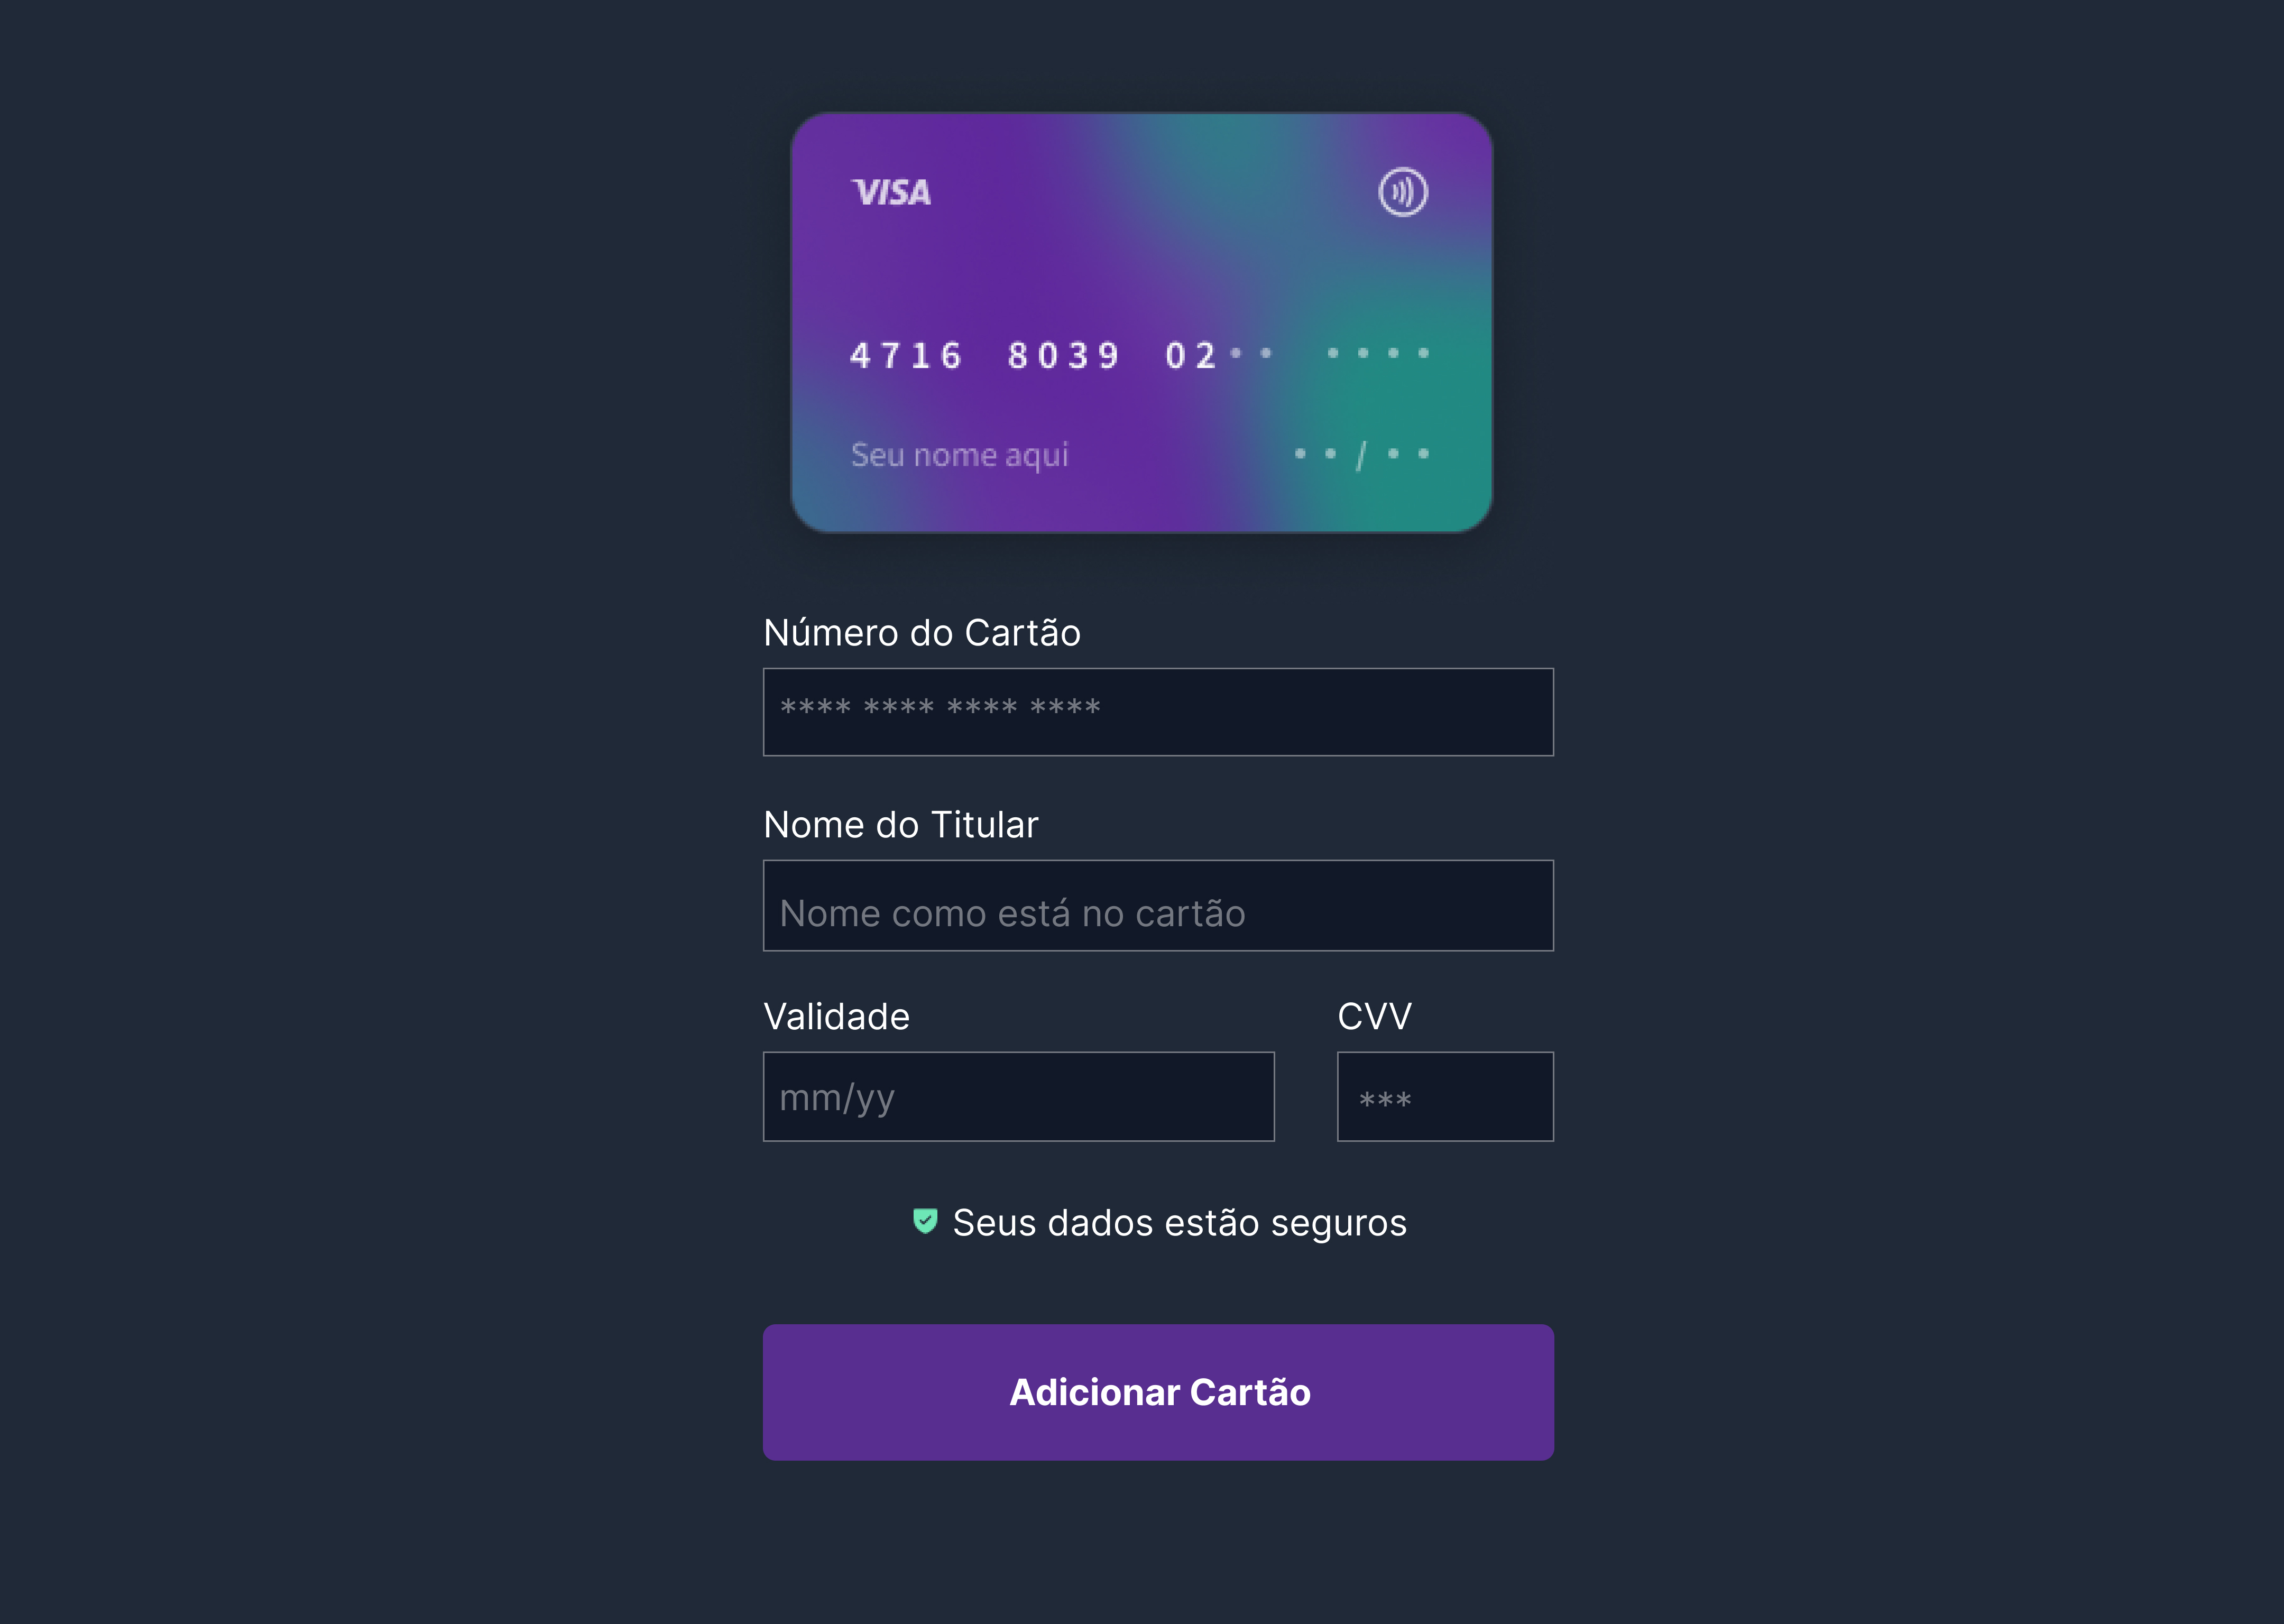 VISA
4716 8039 02•• ••••
Seu nome aqui ••/••
Número do Cartão
**** **** **** ****
Nome do Titular
Nome como está no cartão
Validade CVV
mm/yy ***
Seus dados estão seguros
Adicionar Cartão